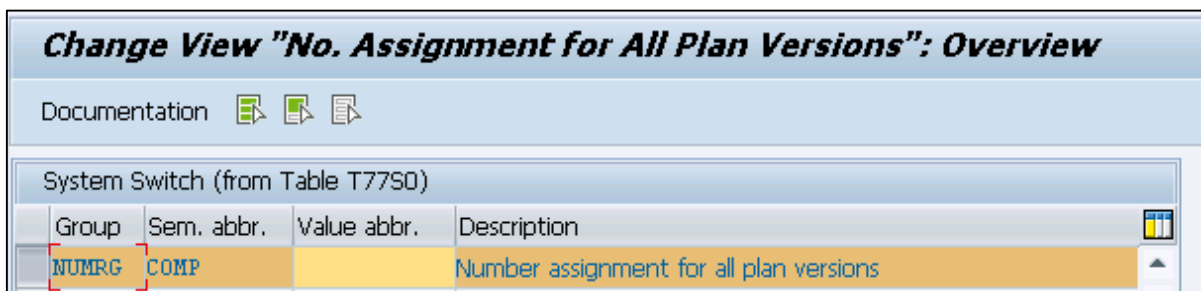 Change View "No. Assignment for All Plan Versions": Overview
Documentation
System Switch (from Table T77S0)
Group Sem. abbr. Value abbr. Description
NUMRG COMP Number assignment for all plan versions